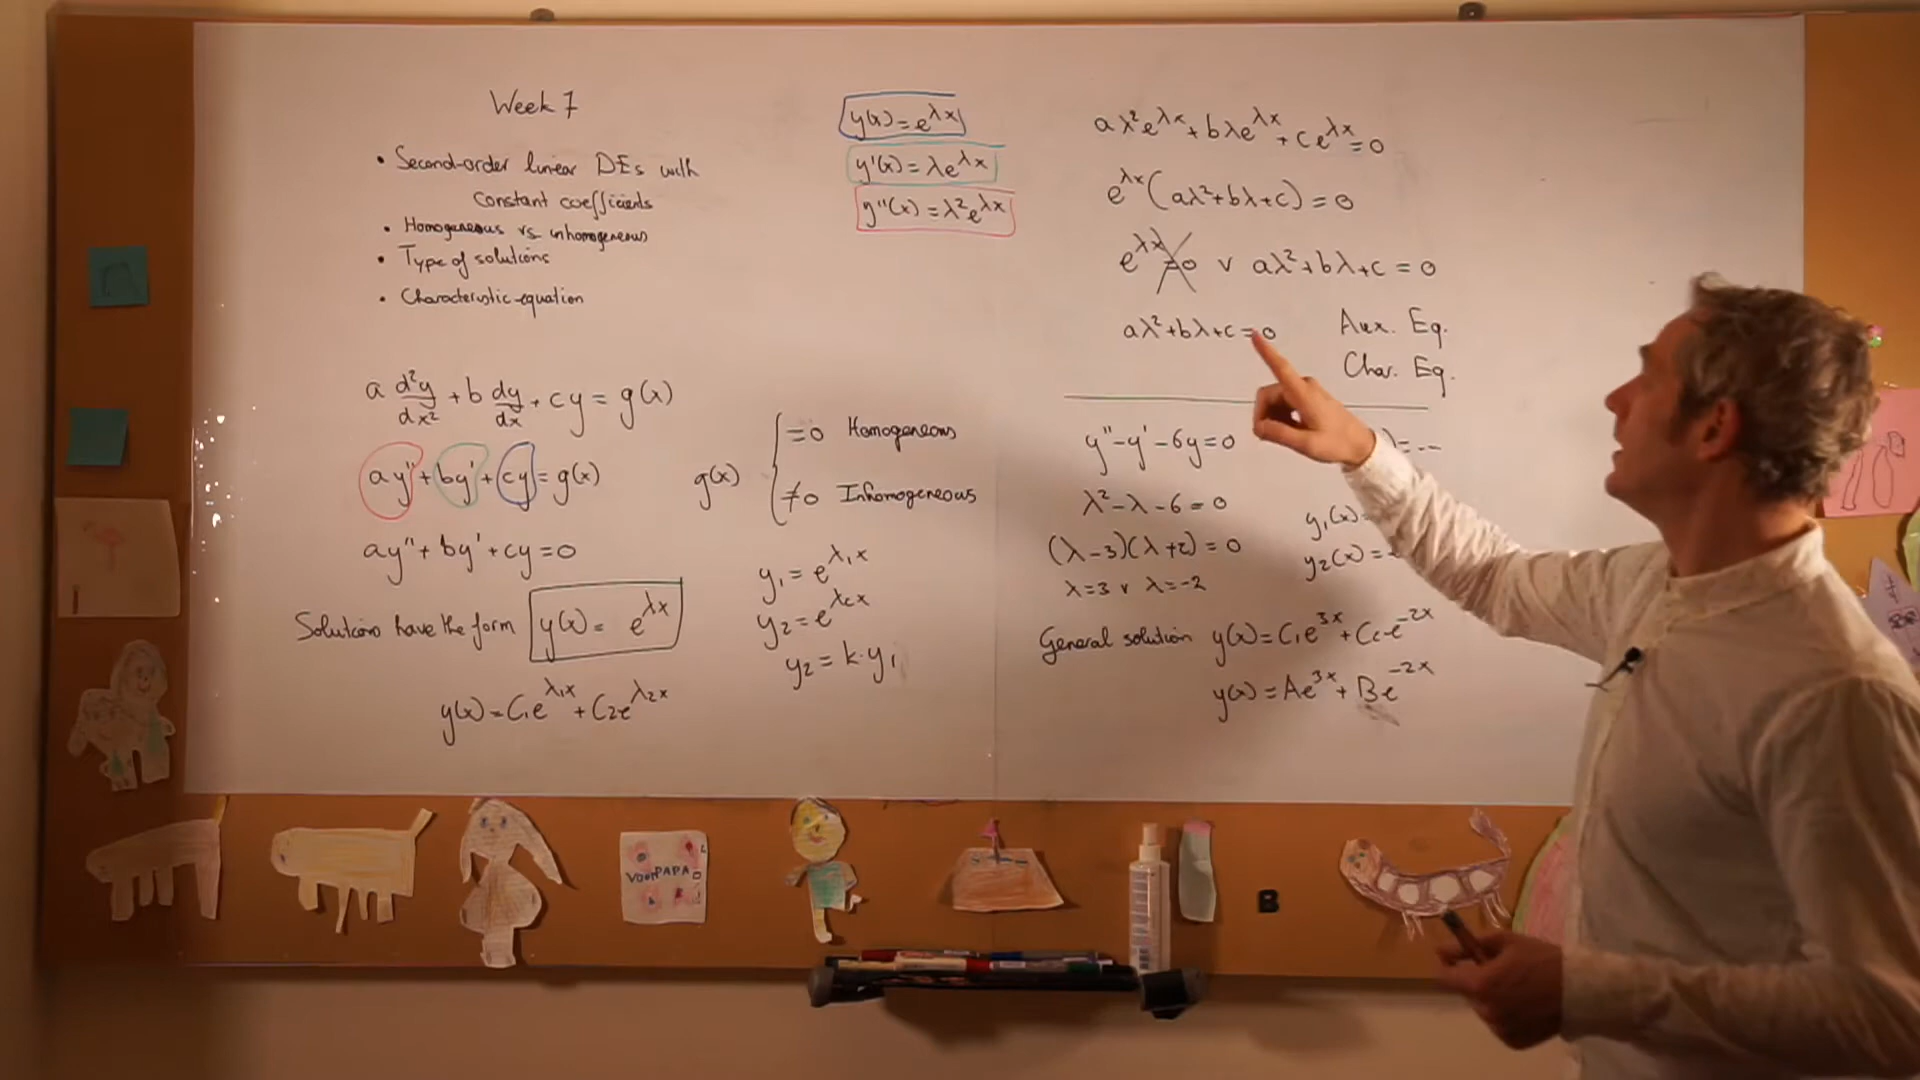 Week 7
• Second-order linear DEs with
constant coefficients
• Homogeneous vs inhomogeneous
• Type of solutions
• Characteristic equation
a d²y/dx² + b dy/dx + cy = g(x)
ay'' + by' + cy = g(x)
ay'' + by' + cy = 0
Solutions have the form y(x) = e^λx
y(x) = C₁e^λ₁x + C₂e^λ₂x
y(x) = e^λx
y'(x) = λe^λx
y''(x) = λ²e^λx
g(x)
=0 Homogeneous
≠0 Inhomogeneous
y₁ = e^λ₁x
y₂ = e^λ₂x
y₂ = k·y₁
aλ²e^λx + bλe^λx + ce^λx = 0
e^λx(aλ²+bλ+c) = 0
e^λx=0 v aλ²+bλ+c = 0
aλ²+bλ+c=0
Aux. Eq.
Char. Eq.
y''-y'-6y=0
)=...
λ²-λ-6=0
y₁(x)=
(λ-3)(λ+2)=0
y₂(x)=
λ=3 v λ=-2
General solution y(x)=C₁e^3x+C₂e^-2x
y(x)=Ae^3x+Be^-2x
VOOR PAPA
B